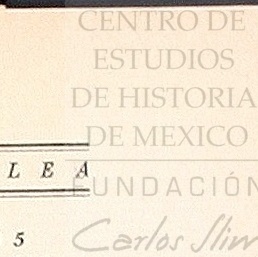 CENTRO DE
ESTUDIOS
DE HISTORIA
DE MEXICO
L E A
FUNDACIÓN
5
Carlos Slim